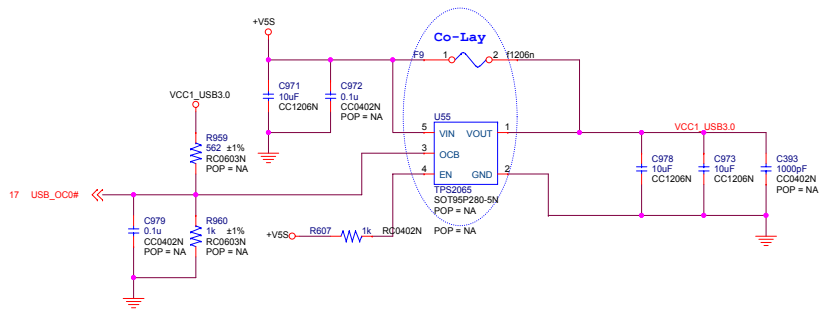 +V5S
Co-Lay
F9 1 2 f1206n
C971
10uF
CC1206N
C972
0.1u
CC0402N
POP = NA
VCC1_USB3.0
R959
562 ±1%
RC0603N
POP = NA
U55
5 VIN VOUT 1
3 OCB
4 EN GND 2
TPS2065
SOT95P280-5N
POP = NA
VCC1_USB3.0
C978
10uF
CC1206N
C973
10uF
CC1206N
C393
1000pF
CC0402N
POP = NA
17 USB_OC0#
C979
0.1u
CC0402N
POP = NA
R960
1k ±1%
RC0603N
POP = NA
+V5S R607 1k RC0402N POP = NA